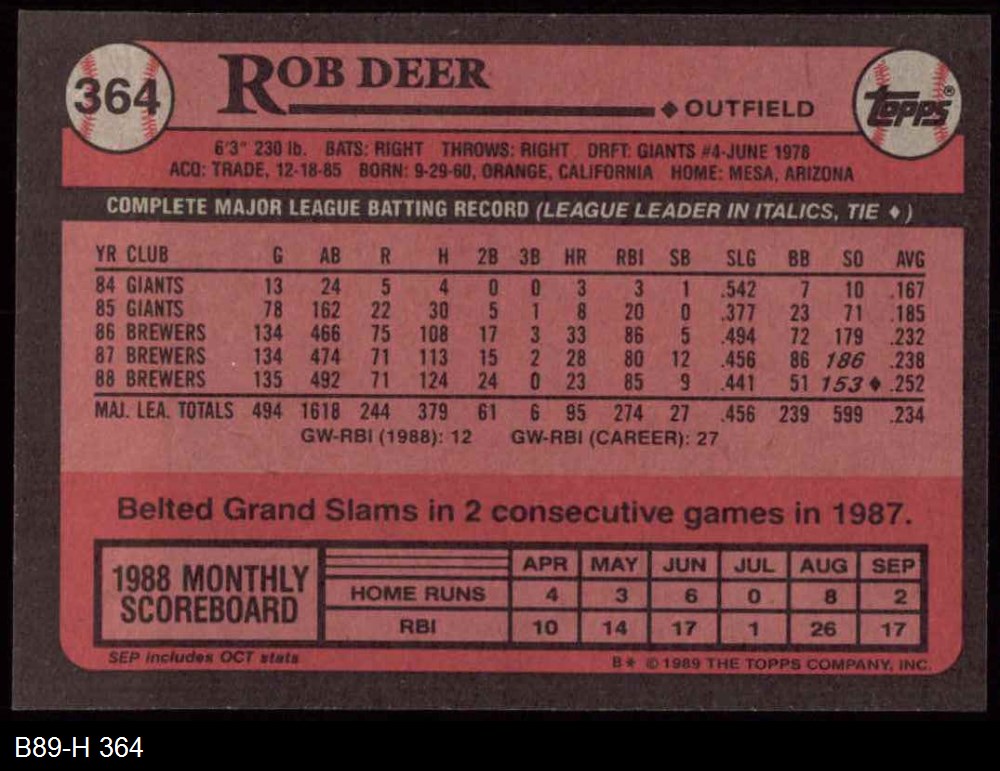 364
ROB DEER
◆ OUTFIELD
Topps®
6'3" 230 lb. BATS: RIGHT THROWS: RIGHT DRFT: GIANTS #4-JUNE 1978
ACQ: TRADE, 12-18-85 BORN: 9-29-60, ORANGE, CALIFORNIA HOME: MESA, ARIZONA
COMPLETE MAJOR LEAGUE BATTING RECORD (LEAGUE LEADER IN ITALICS, TIE ♦)
YR CLUB G AB R H 2B 3B HR RBI SB SLG BB SO AVG
84 GIANTS 13 24 5 4 0 0 3 3 1 .542 7 10 .167
85 GIANTS 78 162 22 30 5 1 8 20 0 .377 23 71 .185
86 BREWERS 134 466 75 108 17 3 33 86 5 .494 72 179 .232
87 BREWERS 134 474 71 113 15 2 28 80 12 .456 86 186 .238
88 BREWERS 135 492 71 124 24 0 23 85 9 .441 51 153♦ .252
MAJ. LEA. TOTALS 494 1618 244 379 61 6 95 274 27 .456 239 599 .234
GW-RBI (1988): 12 GW-RBI (CAREER): 27
Belted Grand Slams in 2 consecutive games in 1987.
1988 MONTHLY
SCOREBOARD
APR MAY JUN JUL AUG SEP
HOME RUNS 4 3 6 0 8 2
RBI 10 14 17 1 26 17
SEP includes OCT stats
B* © 1989 THE TOPPS COMPANY, INC.
B89-H 364